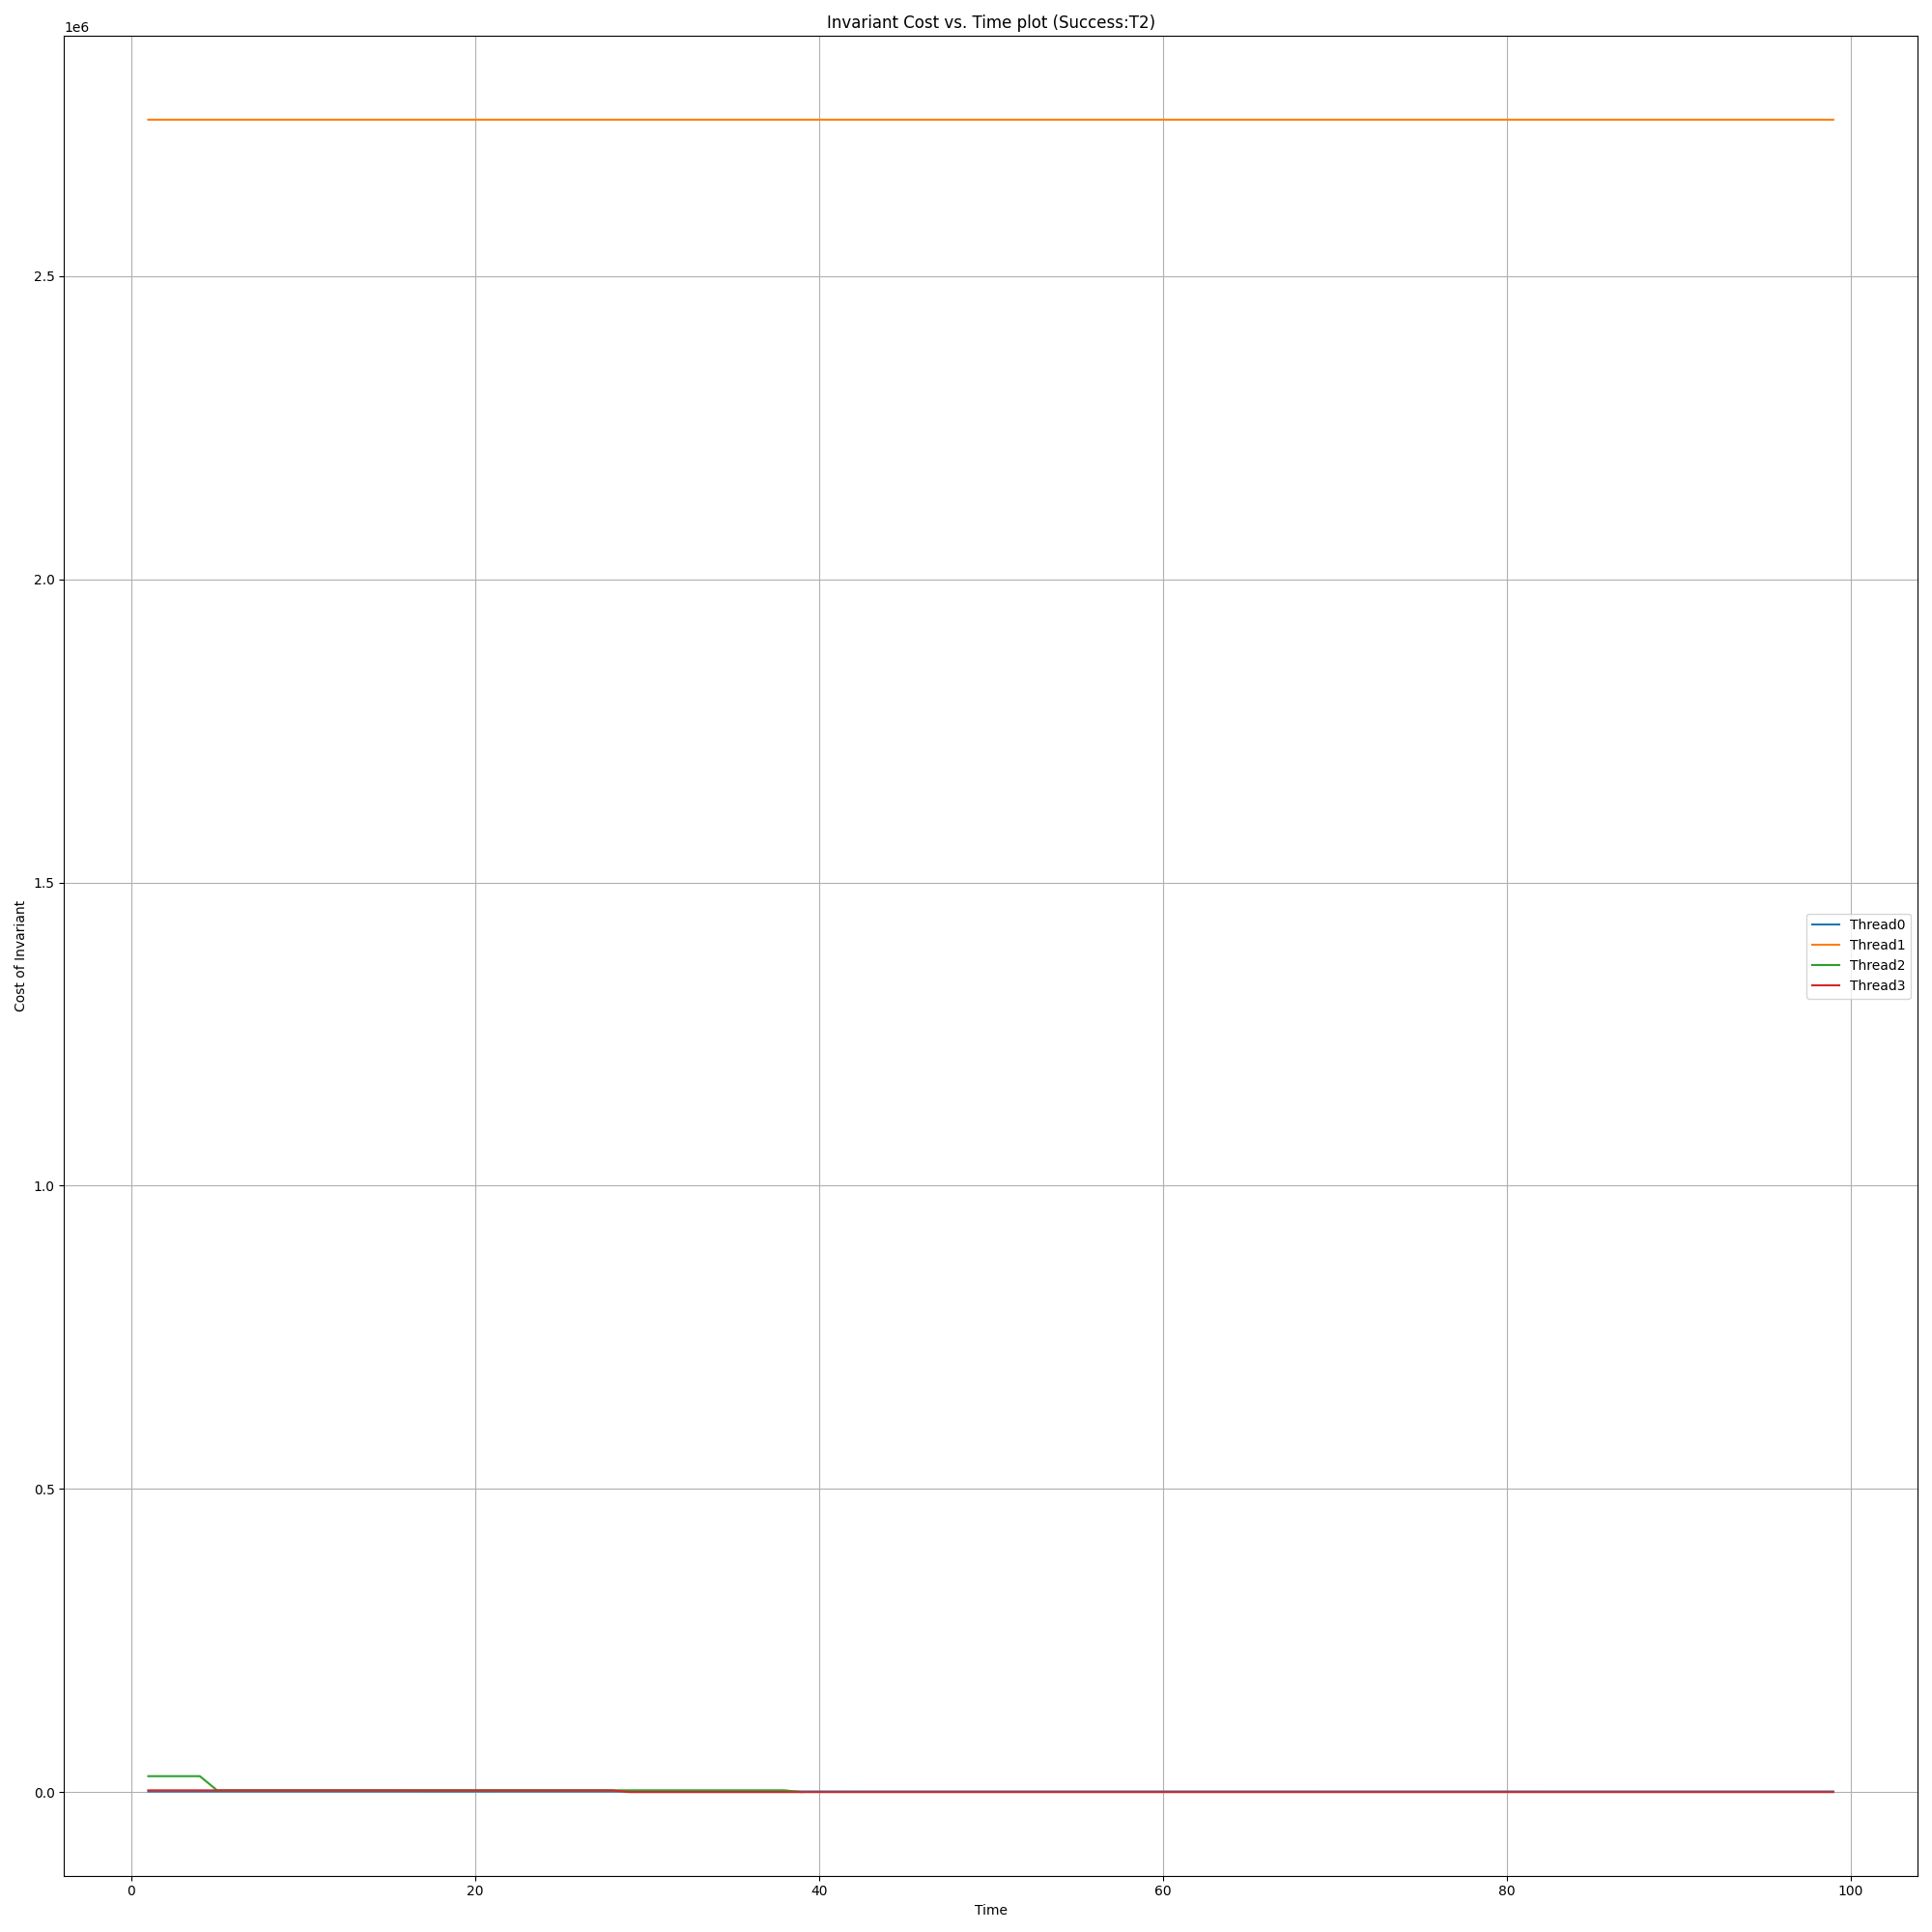 Invariant Cost vs. Time plot (Success:T2)
1e6
2.5
2.0
1.5
1.0
0.5
0.0
Cost of Invariant
Thread0
Thread1
Thread2
Thread3
0 20 40 60 80 100
Time